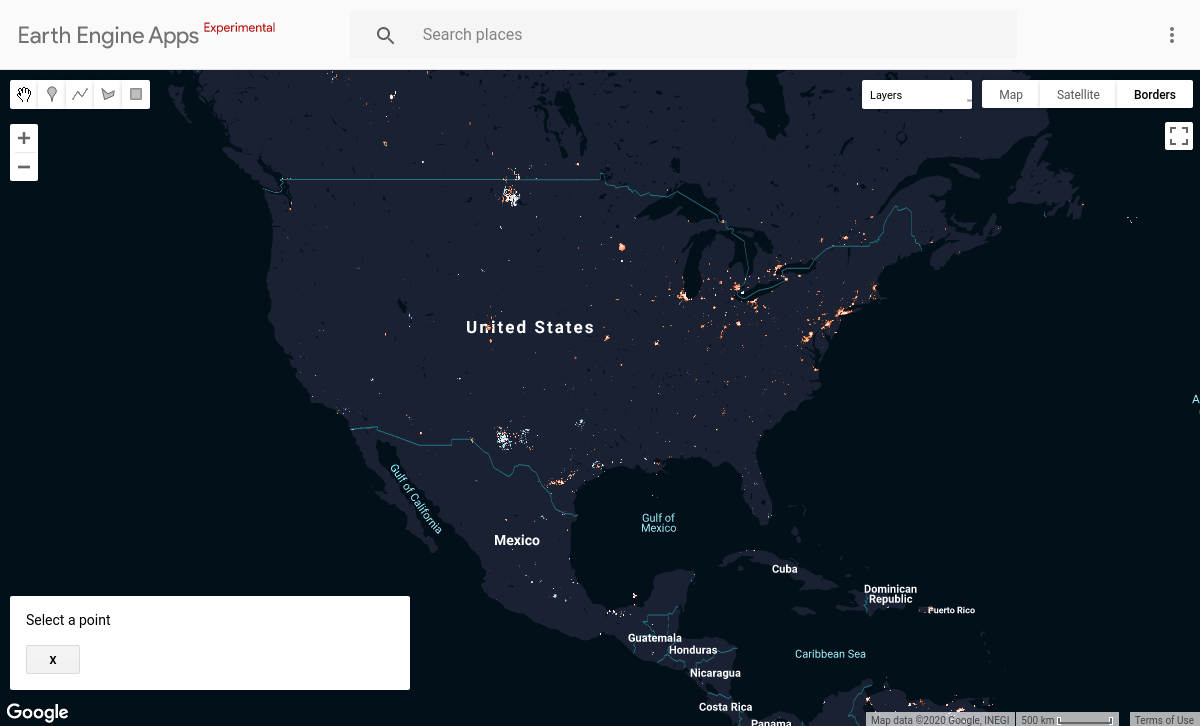 Earth Engine Apps Experimental
Search places
Layers
Map Satellite Borders
A
United States
Gulf of California
Gulf of
Mexico
Mexico
Cuba
Dominican
Republic
Puerto Rico
Select a point
X
Guatemala
Honduras
Caribbean Sea
Nicaragua
Costa Rica
Panama
Google
Map data ©2020 Google, INEGI 500 km Terms of Use